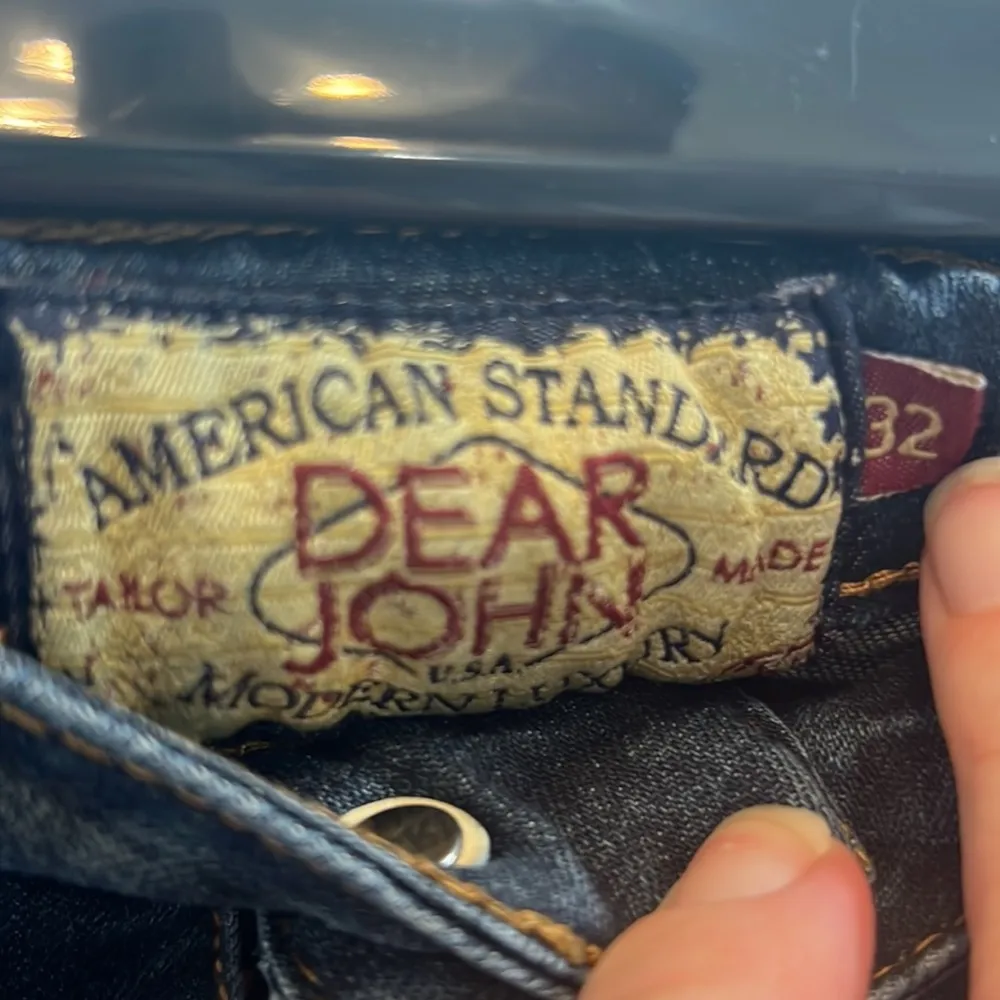 AMERICAN STANDARD
32
DEAR
JOHN
TAILOR
MADE
U.S.A.
MODERN LUXURY